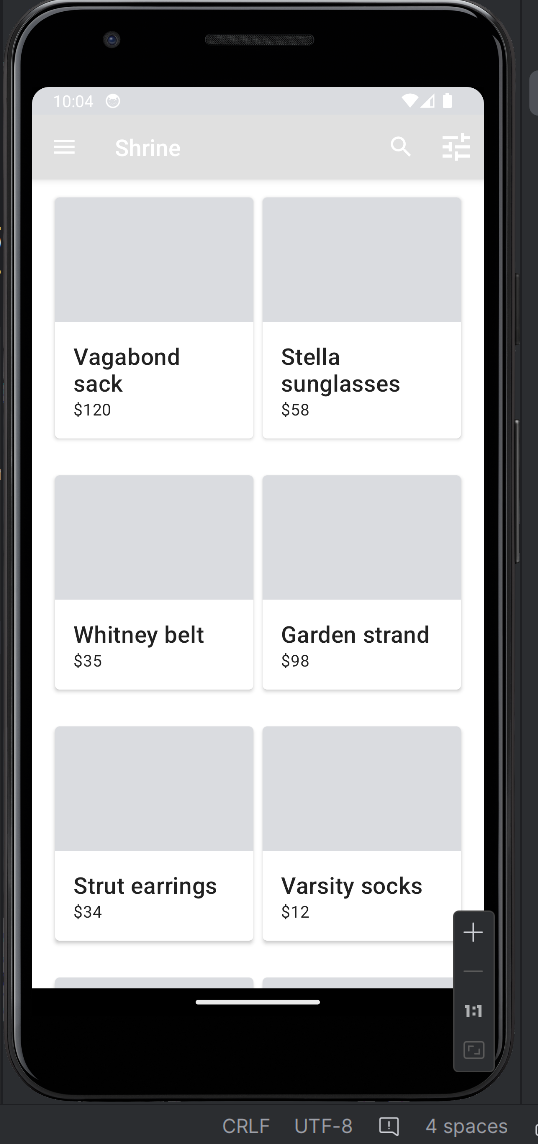 10:04
Shrine
Vagabond
sack
$120
Stella
sunglasses
$58
Whitney belt
$35
Garden strand
$98
Strut earrings
$34
Varsity socks
$12
1:1
CRLF UTF-8 4 spaces